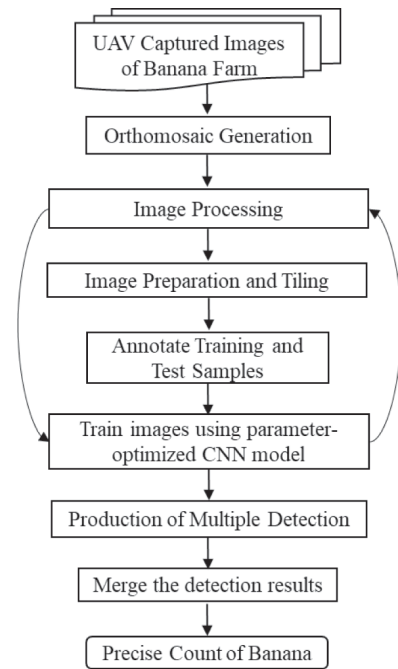 UAV Captured Images
of Banana Farm
Orthomosaic Generation
Image Processing
Image Preparation and Tiling
Annotate Training and
Test Samples
Train images using parameter-
optimized CNN model
Production of Multiple Detection
Merge the detection results
Precise Count of Banana